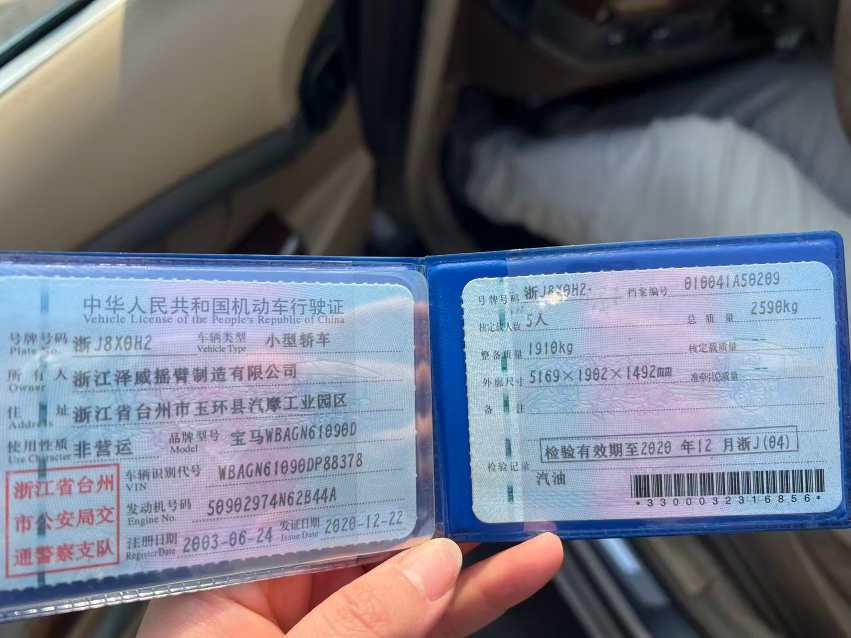 中华人民共和国机动车行驶证
Vehicle License of the People's Republic of China
号牌号码 浙J8X0H2 车辆类型 小型轿车
Plate No. Vehicle Type
所有人 浙江泽威摇臂制造有限公司
Owner
住址 浙江省台州市玉环县汽摩工业园区
Address
使用性质 非营运 品牌型号 宝马WBAGN61090D
Use Character Model
浙江省台州
市公安局交
通警察支队
车辆识别代号 WBAGN61090DP88378
VIN
发动机号码 50902974N62B44A
Engine No.
注册日期 2003-06-24 发证日期 2020-12-22
Register Date Issue Date
号牌号码 浙J8X0H2 档案编号 010041A50209
核定载人数 5人 总质量 2590kg
整备质量 1910kg 核定载质量 --
外廓尺寸 5169×1902×1492mm 准牵引总质量 --
备注
检验有效期至2020 年12 月浙J(04)
检验记录
汽油
*3300032316856*